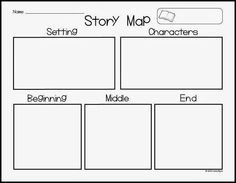 Name:
Story Map
Setting Characters
Beginning Middle End